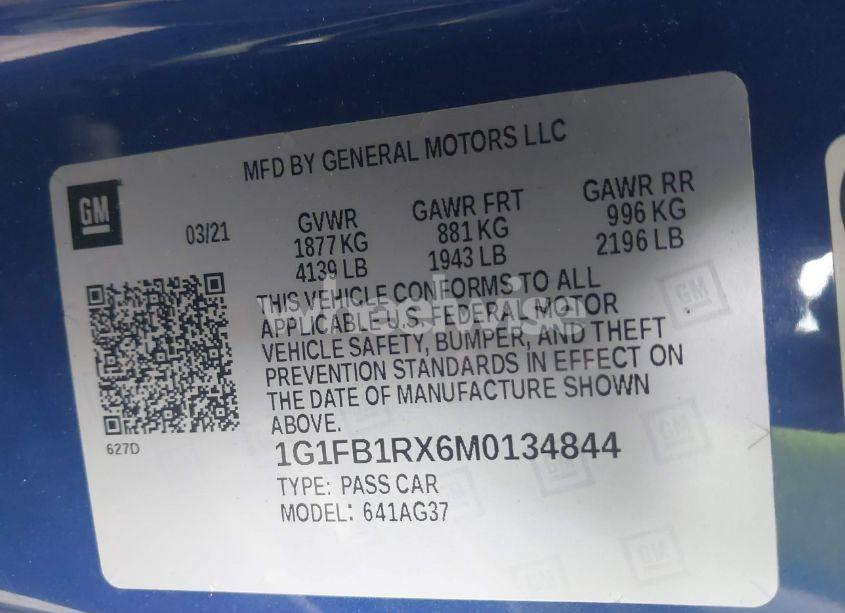 MFD BY GENERAL MOTORS LLC
GM
03/21
GVWR
1877 KG
4139 LB
GAWR FRT
881 KG
1943 LB
GAWR RR
996 KG
2196 LB
THIS VEHICLE CONFORMS TO ALL
APPLICABLE U.S. FEDERAL MOTOR
VEHICLE SAFETY, BUMPER, AND THEFT
PREVENTION STANDARDS IN EFFECT ON
THE DATE OF MANUFACTURE SHOWN
ABOVE.
627D
1G1FB1RX6M0134844
TYPE: PASS CAR
MODEL: 641AG37
wheelwise
GM